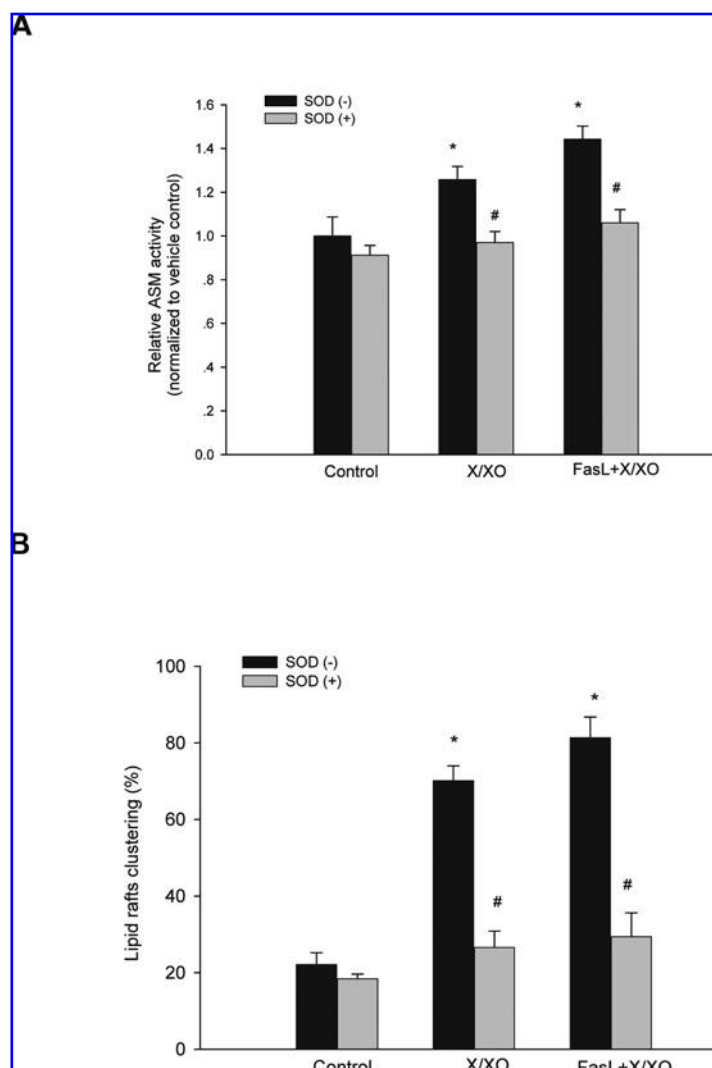 A
SOD (-)
SOD (+)
Relative ASM activity
(normalized to vehicle control)
1.6
1.4
1.2
1.0
.8
.6
.4
.2
0.0
*
#
*
#
Control X/XO FasL+X/XO
B
SOD (-)
SOD (+)
Lipid rafts clustering (%)
100
80
60
40
20
0
*
#
*
#
Control X/XO FasL+X/XO